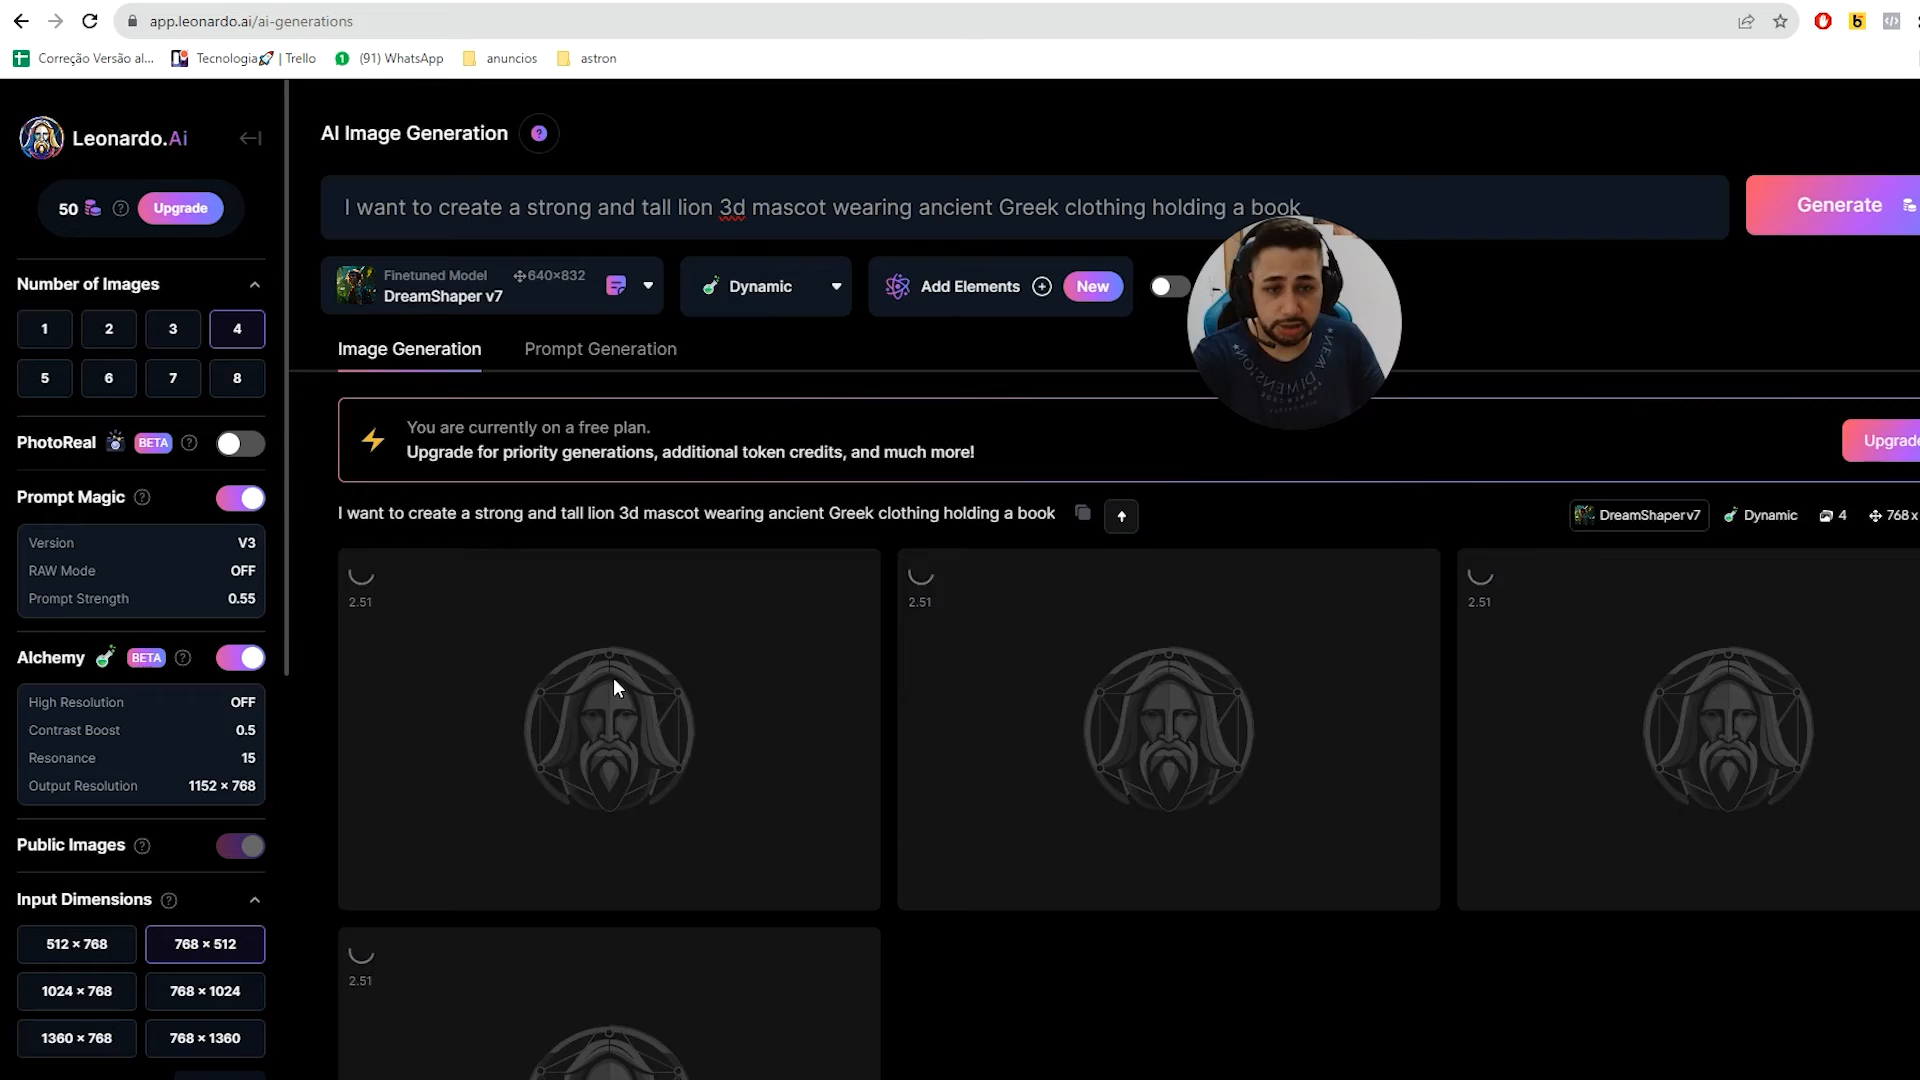 app.leonardo.ai/ai-generations
Correção Versão al... Tecnologia🚀 | Trello (91) WhatsApp anuncios astron
Leonardo.Ai
50 Upgrade
Number of Images
1 2 3 4
5 6 7 8
PhotoReal BETA
Prompt Magic
Version V3
RAW Mode OFF
Prompt Strength 0.55
Alchemy BETA
High Resolution OFF
Contrast Boost 0.5
Resonance 15
Output Resolution 1152 × 768
Public Images
Input Dimensions
512 × 768 768 × 512
1024 × 768 768 × 1024
1360 × 768 768 × 1360
AI Image Generation ?
I want to create a strong and tall lion 3d mascot wearing ancient Greek clothing holding a book
Generate
Finetuned Model 640×832
DreamShaper v7
Dynamic
Add Elements New
Image Generation Prompt Generation
You are currently on a free plan.
Upgrade for priority generations, additional token credits, and much more!
Upgrade
I want to create a strong and tall lion 3d mascot wearing ancient Greek clothing holding a book
DreamShaper v7 Dynamic 4 768 x
2.51 2.51 2.51
2.51
NEW DIMENSION